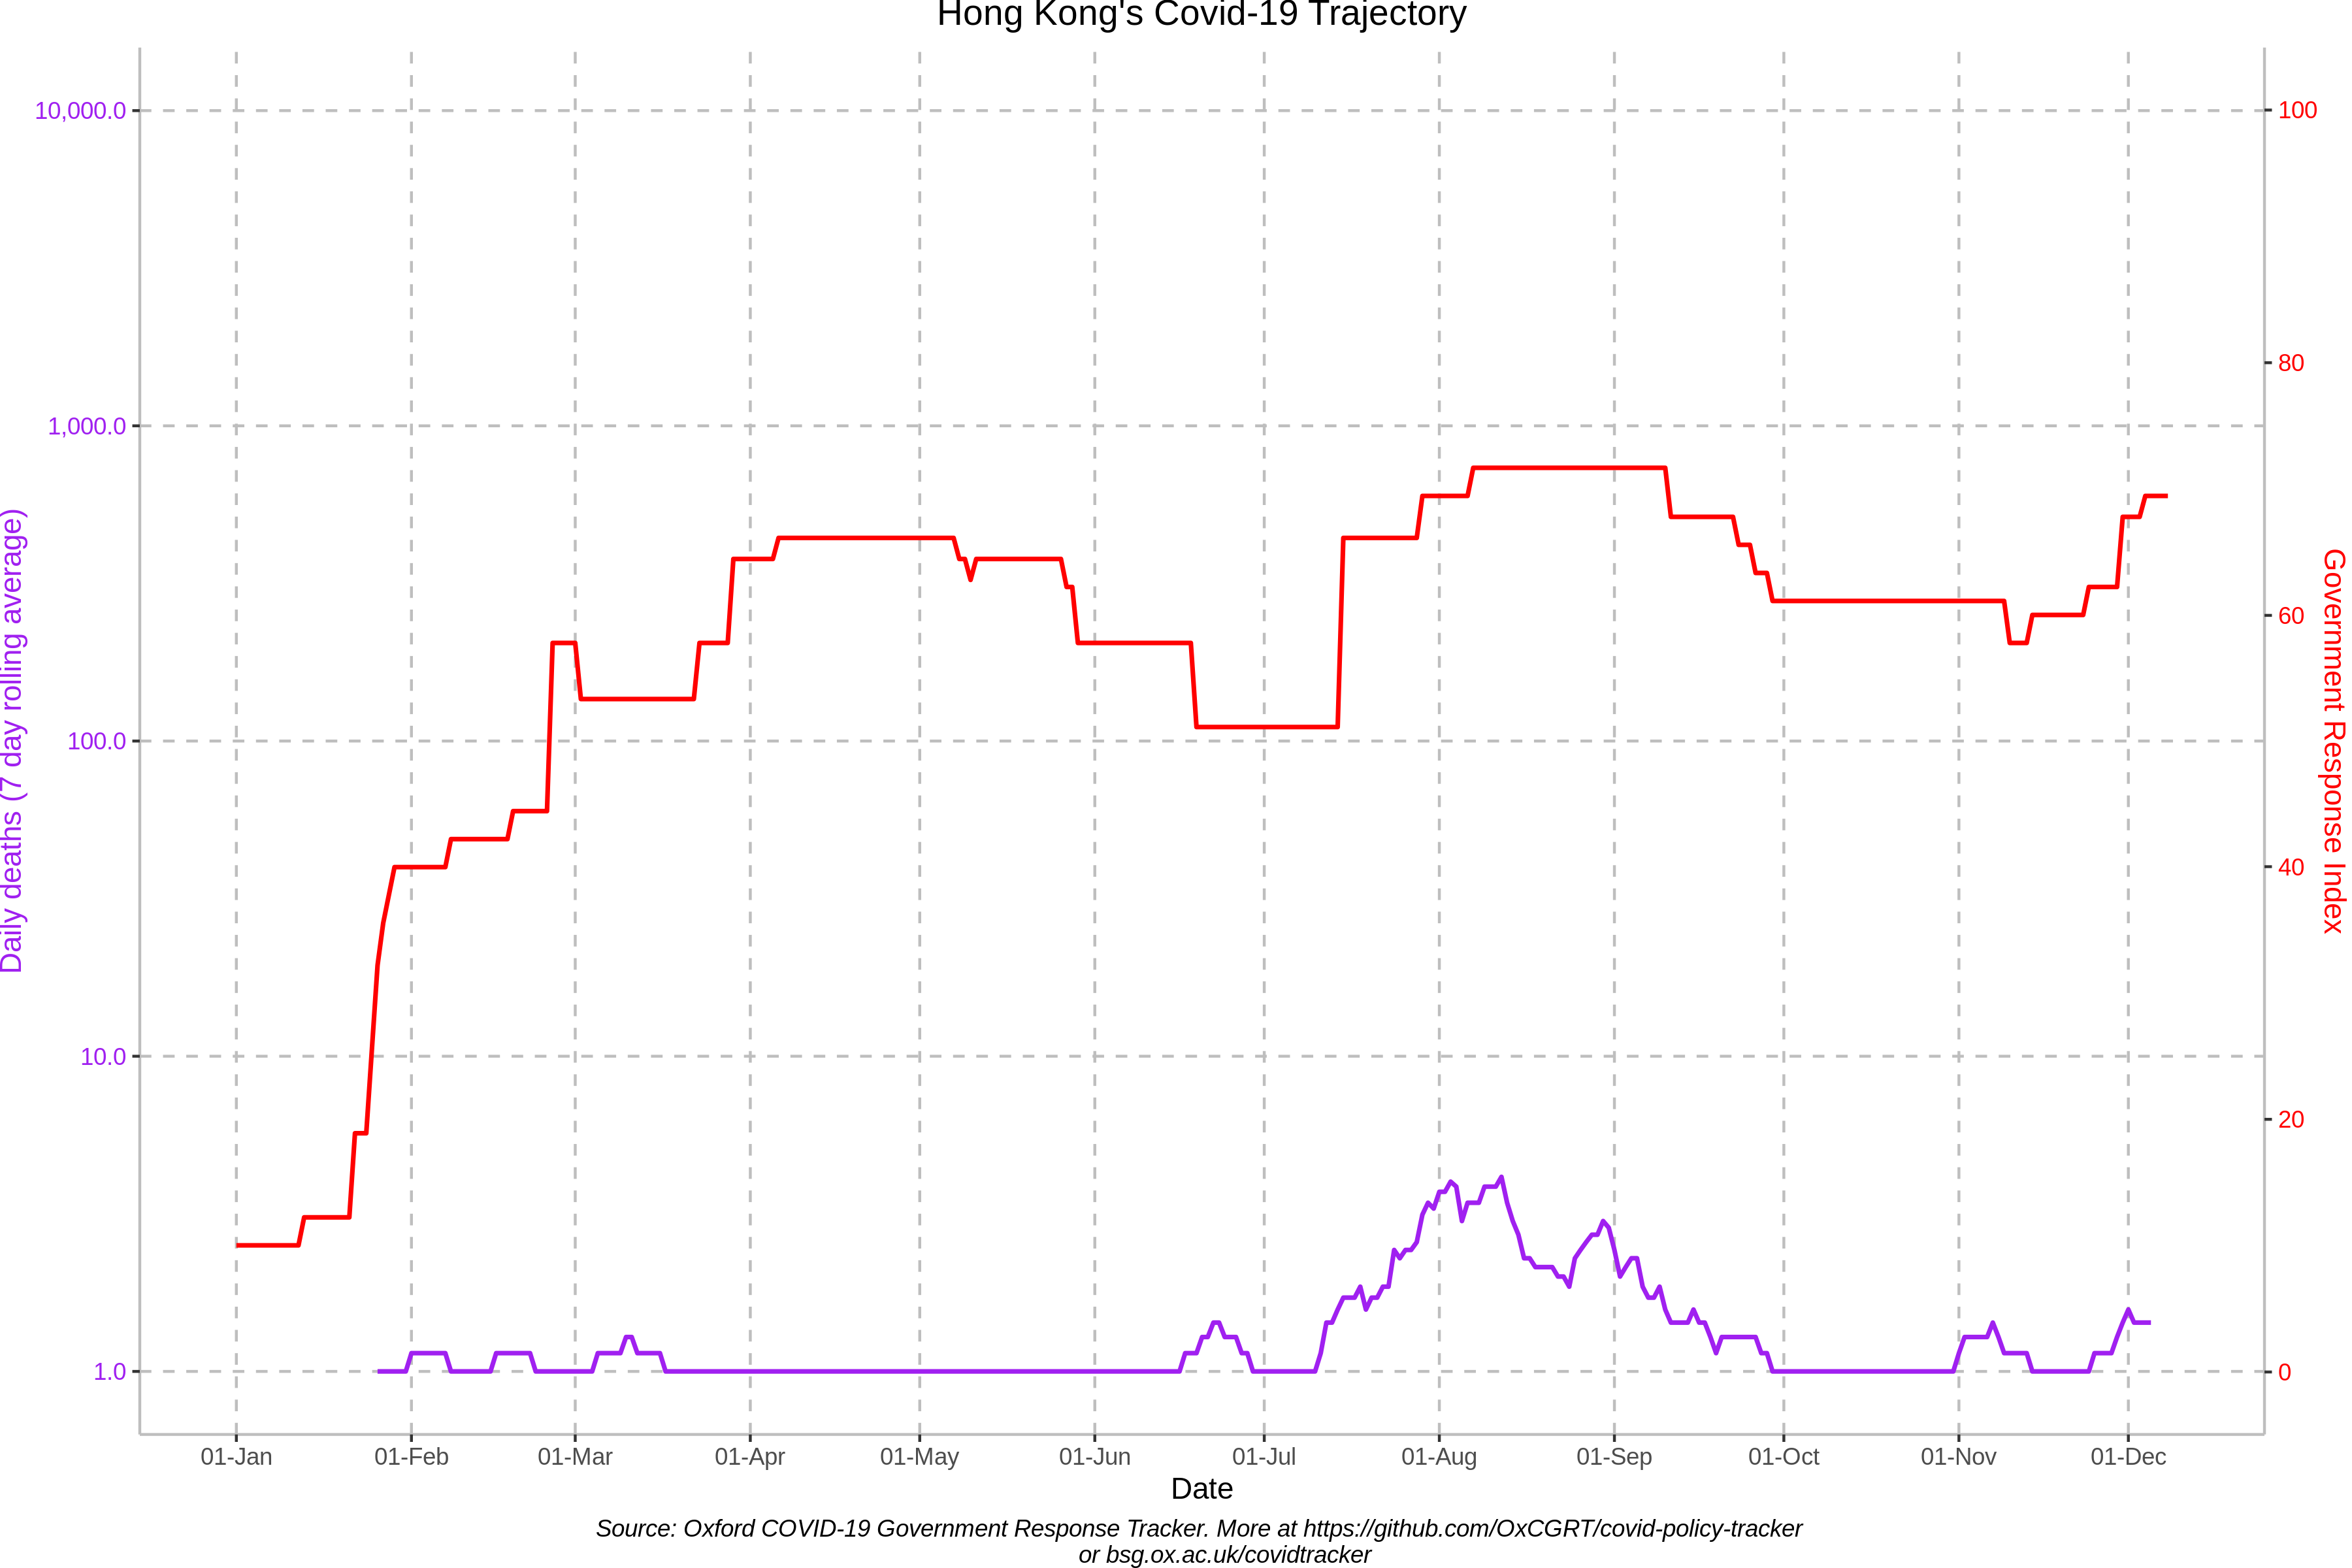 Hong Kong's Covid-19 Trajectory
10,000.0
1,000.0
100.0
10.0
1.0
Daily deaths (7 day rolling average)
100
80
60
40
20
0
Government Response Index
01-Jan 01-Feb 01-Mar 01-Apr 01-May 01-Jun 01-Jul 01-Aug 01-Sep 01-Oct 01-Nov 01-Dec
Date
Source: Oxford COVID-19 Government Response Tracker. More at https://github.com/OxCGRT/covid-policy-tracker
or bsg.ox.ac.uk/covidtracker